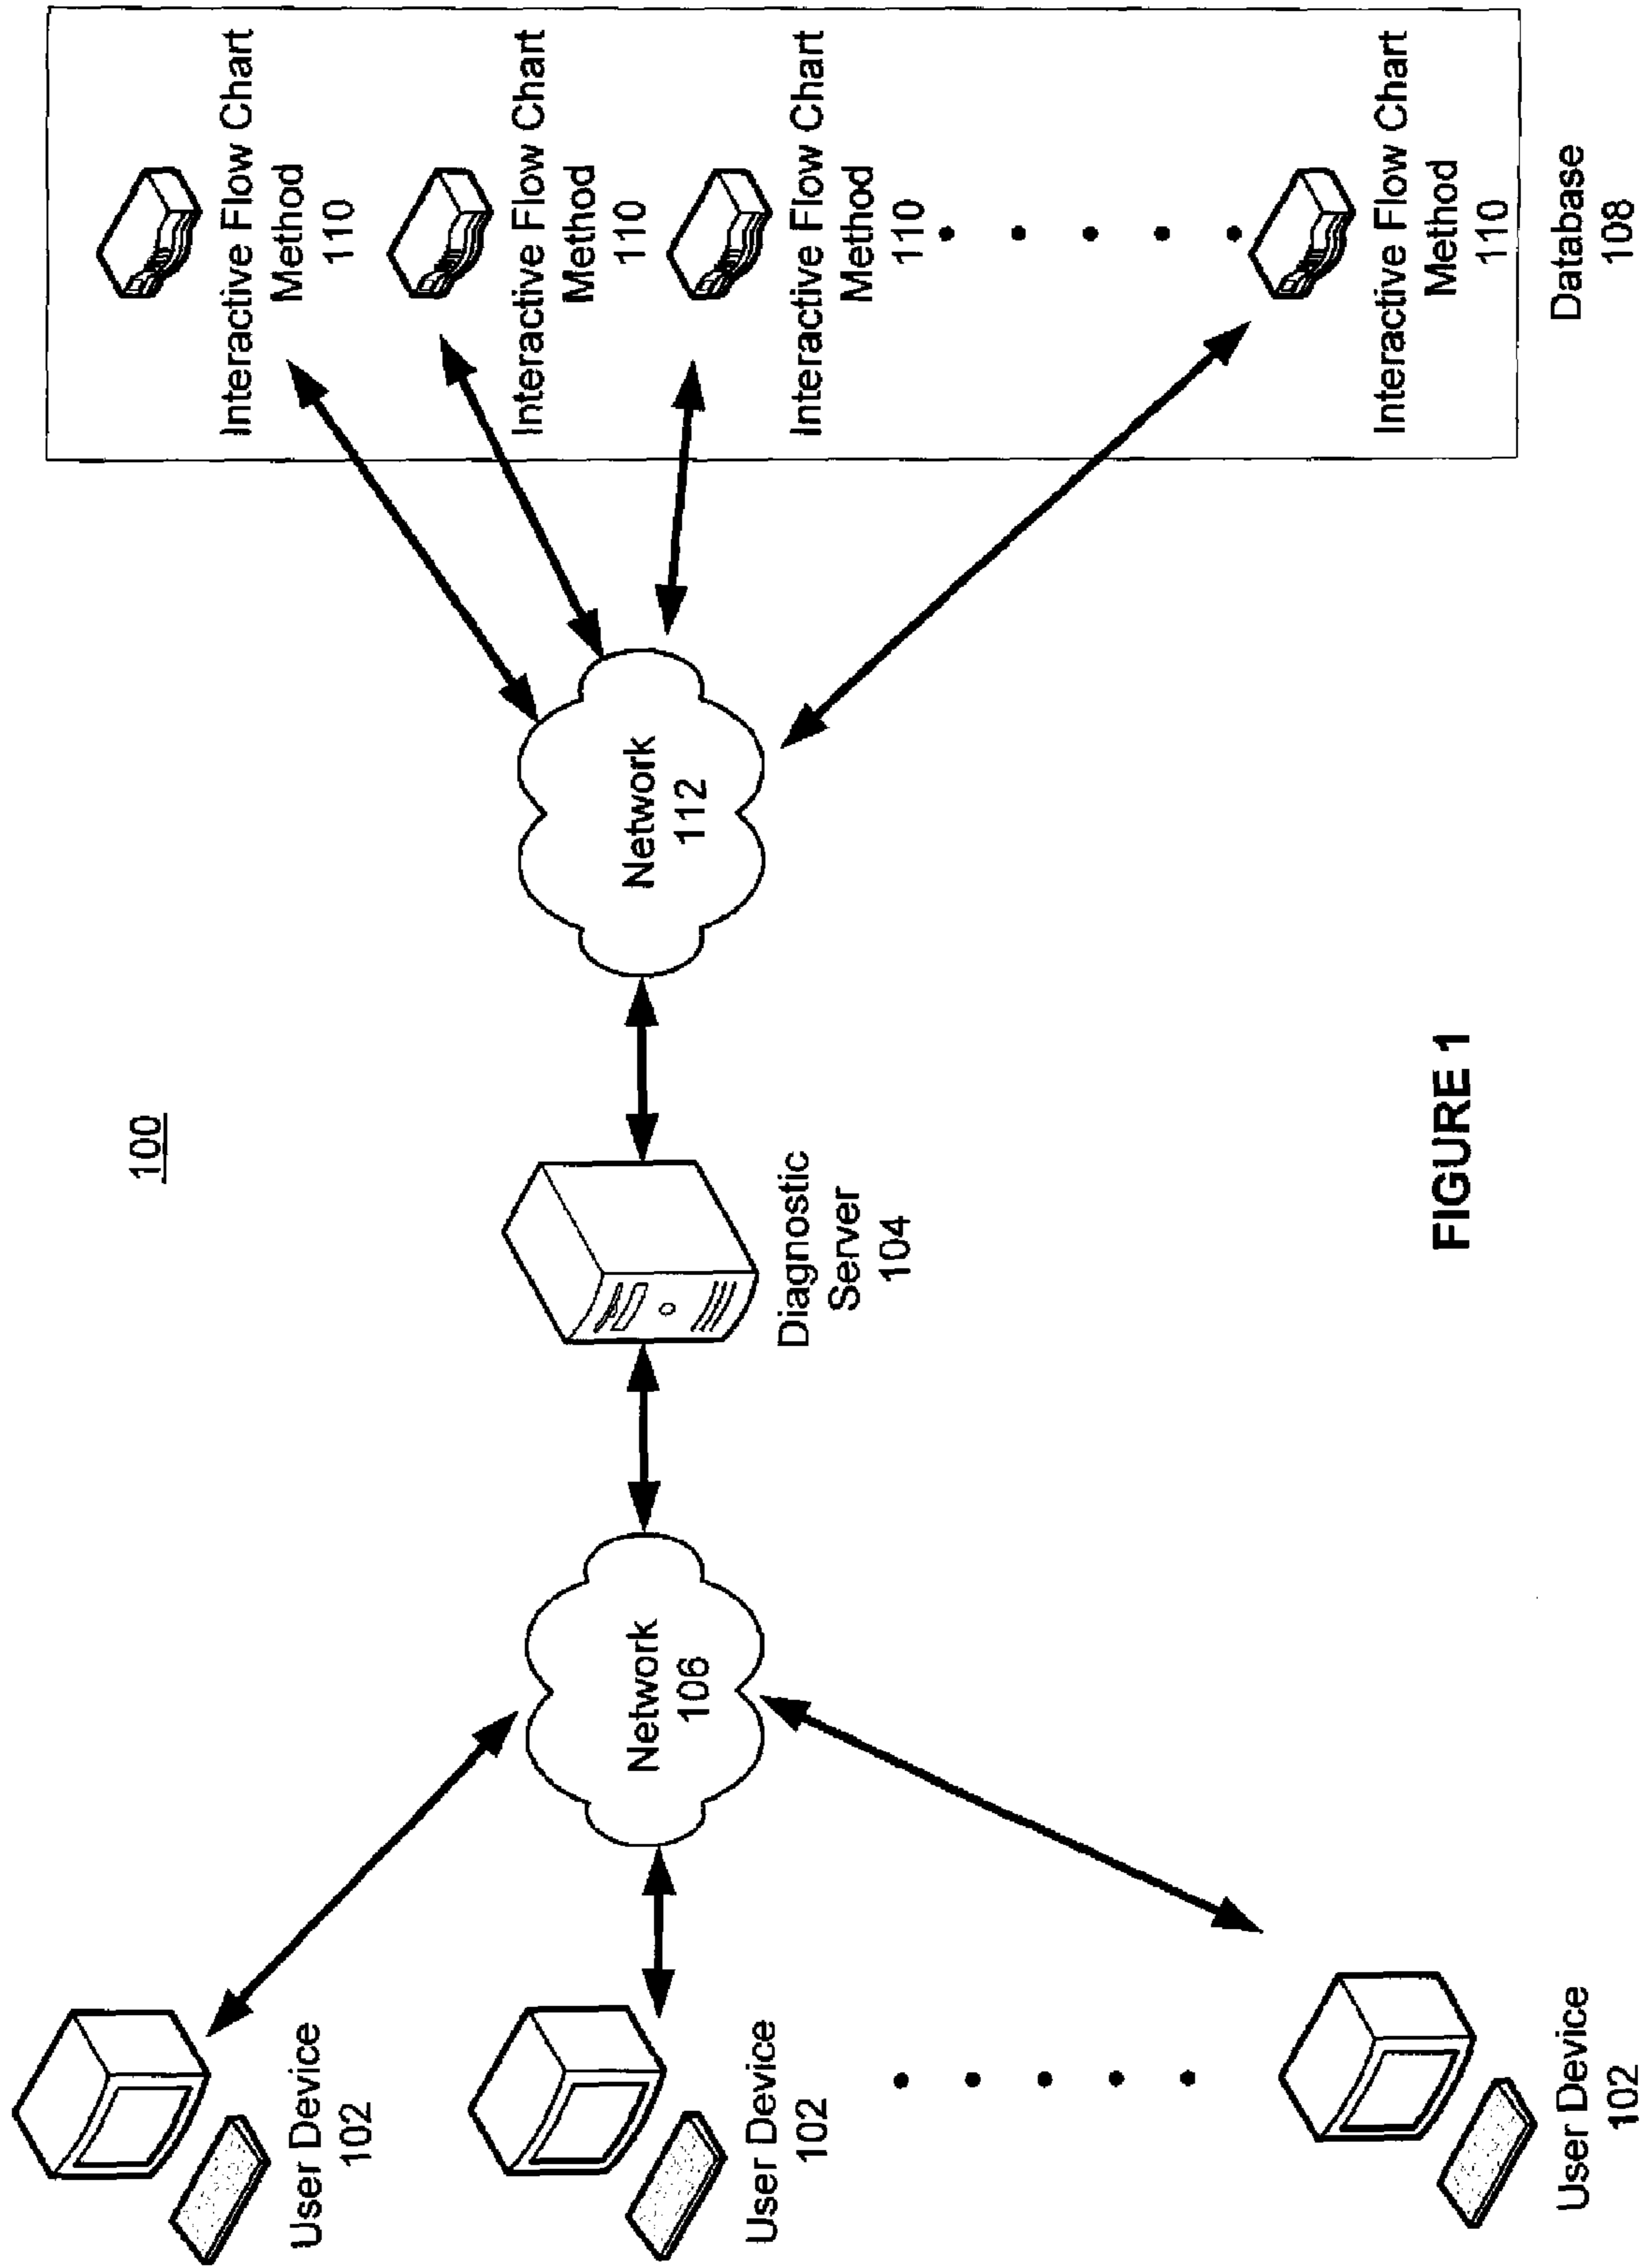 100
User Device
102
User Device
102
User Device
102
Network
106
Diagnostic
Server
104
Network
112
Interactive Flow Chart
Method
110
Interactive Flow Chart
Method
110
Interactive Flow Chart
Method
110
Interactive Flow Chart
Method
110
Database
108
FIGURE 1